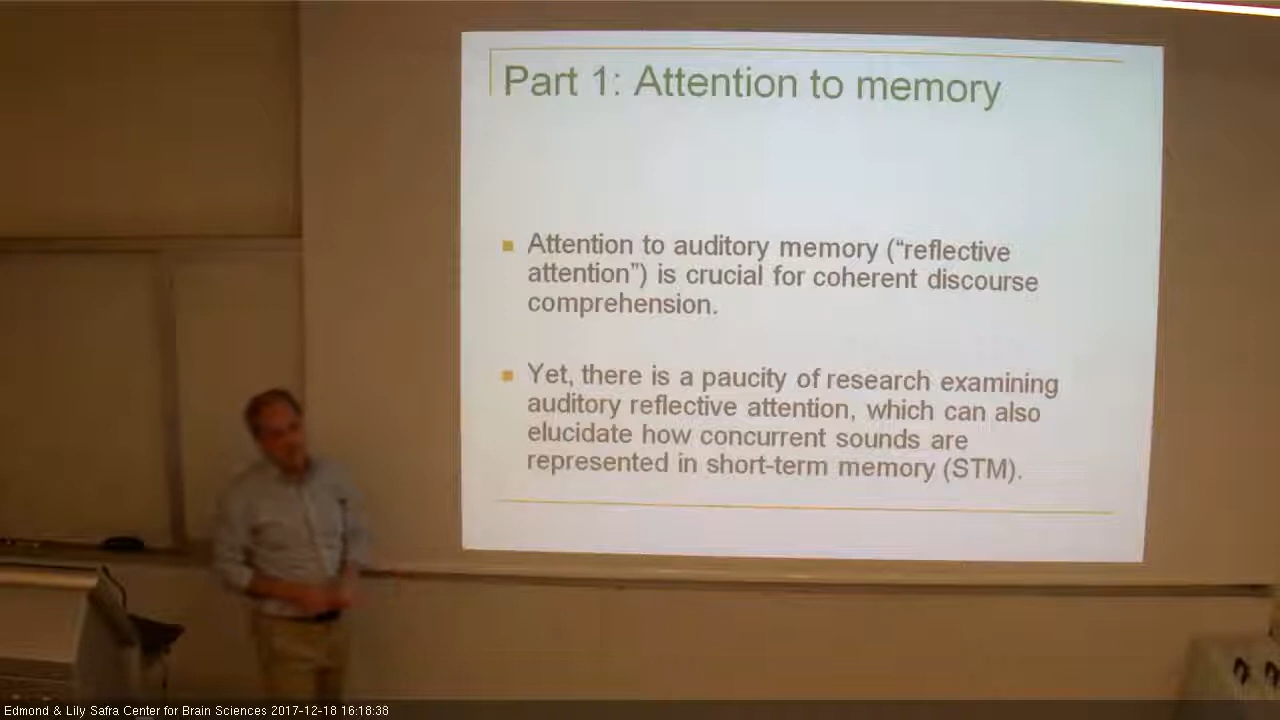 Part 1: Attention to memory
Attention to auditory memory (“reflective
attention”) is crucial for coherent discourse
comprehension.
Yet, there is a paucity of research examining
auditory reflective attention, which can also
elucidate how concurrent sounds are
represented in short-term memory (STM).
Edmond & Lily Safra Center for Brain Sciences 2017-12-18 16:18:38